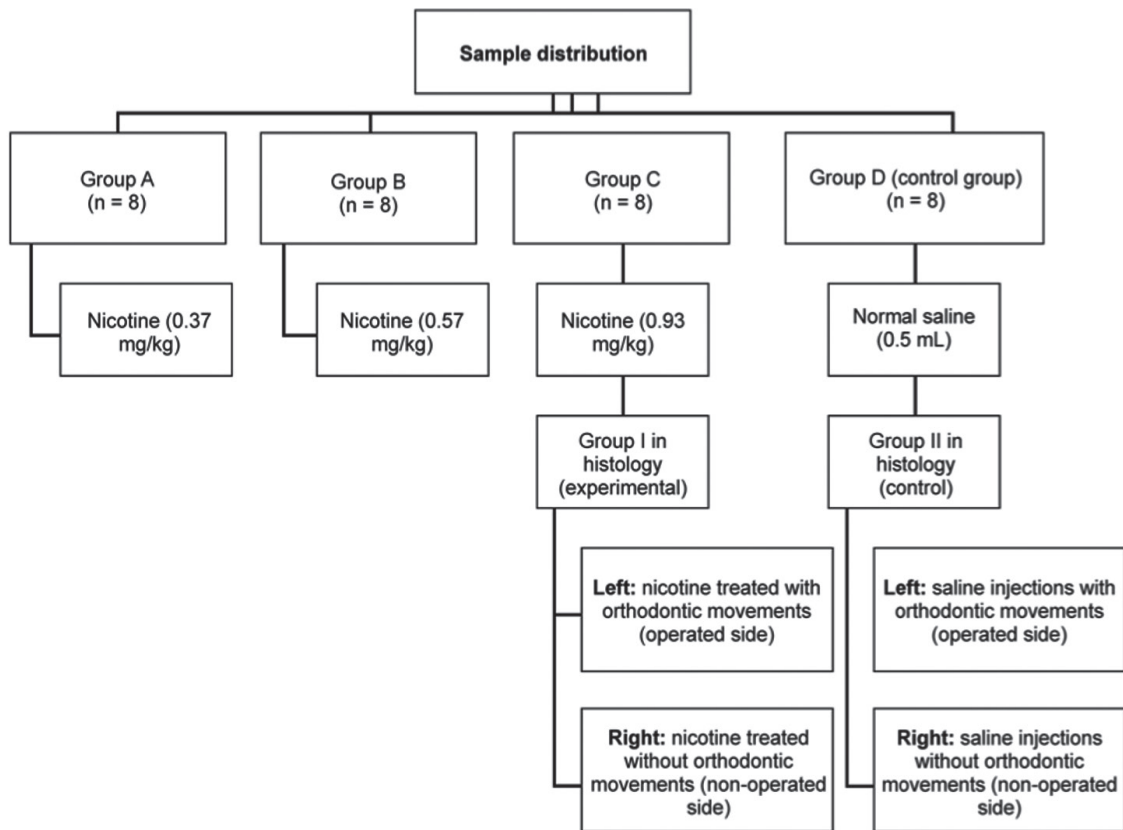 Sample distribution
Group A
(n = 8)
Group B
(n = 8)
Group C
(n = 8)
Group D (control group)
(n = 8)
Nicotine (0.37
mg/kg)
Nicotine (0.57
mg/kg)
Nicotine (0.93
mg/kg)
Normal saline
(0.5 mL)
Group I in
histology
(experimental)
Group II in
histology
(control)
Left: nicotine treated with
orthodontic movements
(operated side)
Left: saline injections with
orthodontic movements
(operated side)
Right: nicotine treated
without orthodontic
movements (non-operated
side)
Right: saline injections
without orthodontic
movements (non-operated
side)